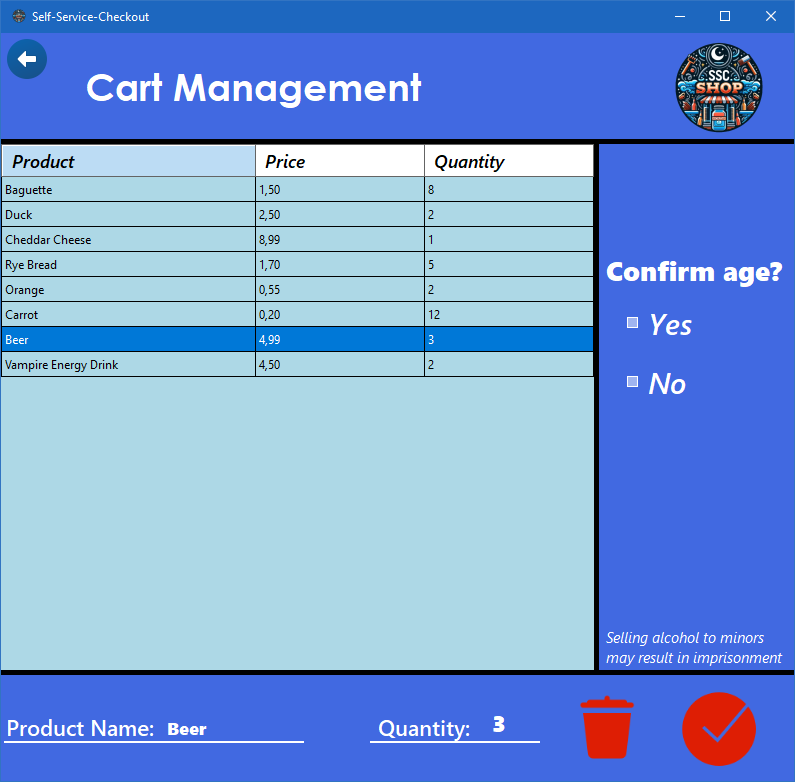 Self-Service-Checkout
Cart Management
SSC
SHOP
Product Price Quantity
Baguette 1,50 8
Duck 2,50 2
Cheddar Cheese 8,99 1
Rye Bread 1,70 5
Orange 0,55 2
Carrot 0,20 12
Beer 4,99 3
Vampire Energy Drink 4,50 2
Confirm age?
Yes
No
Selling alcohol to minors
may result in imprisonment
Product Name: Beer Quantity: 3